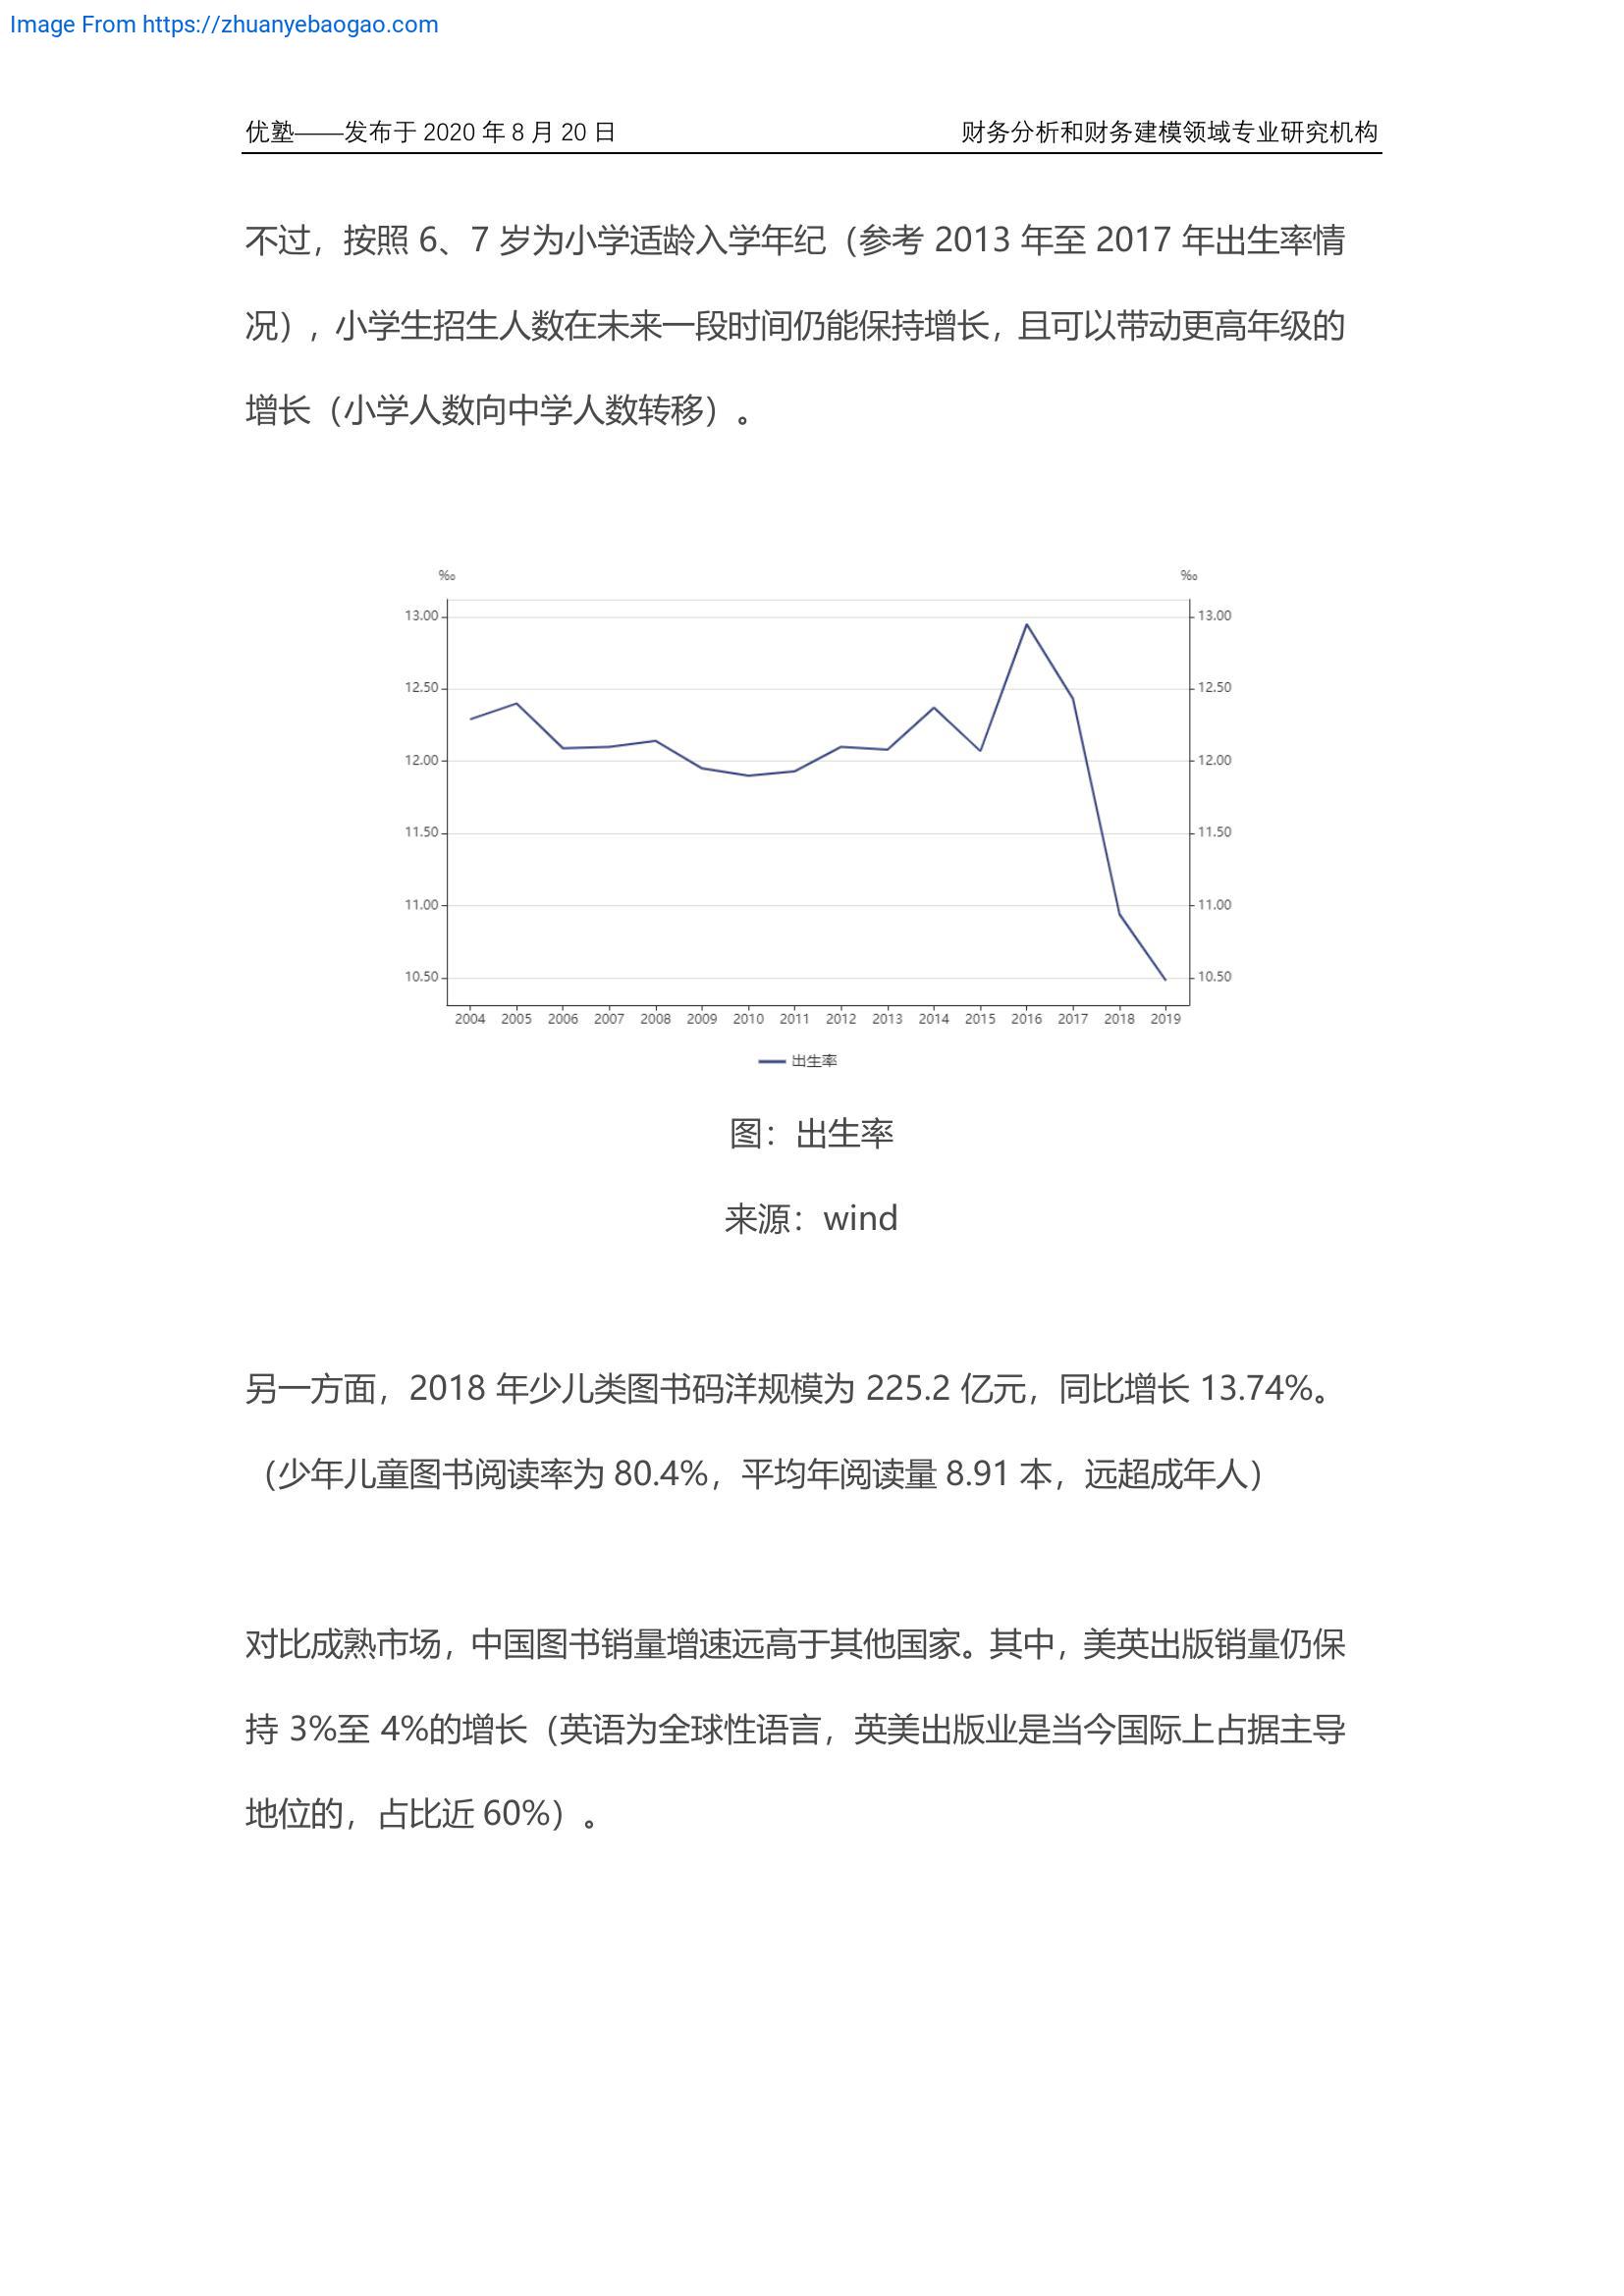 Image From https://zhuanyebaogao.com
优塾——发布于 2020 年 8 月 20 日 财务分析和财务建模领域专业研究机构
不过，按照 6、7 岁为小学适龄入学年纪（参考 2013 年至 2017 年出生率情
况），小学生招生人数在未来一段时间仍能保持增长，且可以带动更高年级的
增长（小学人数向中学人数转移）。
‰ ‰
13.00 13.00
12.50 12.50
12.00 12.00
11.50 11.50
11.00 11.00
10.50 10.50
2004 2005 2006 2007 2008 2009 2010 2011 2012 2013 2014 2015 2016 2017 2018 2019
出生率
图：出生率
来源：wind
另一方面，2018 年少儿类图书码洋规模为 225.2 亿元，同比增长 13.74%。
（少年儿童图书阅读率为 80.4%，平均年阅读量 8.91 本，远超成年人）
对比成熟市场，中国图书销量增速远高于其他国家。其中，美英出版销量仍保
持 3%至 4%的增长（英语为全球性语言，英美出版业是当今国际上占据主导
地位的，占比近 60%）。